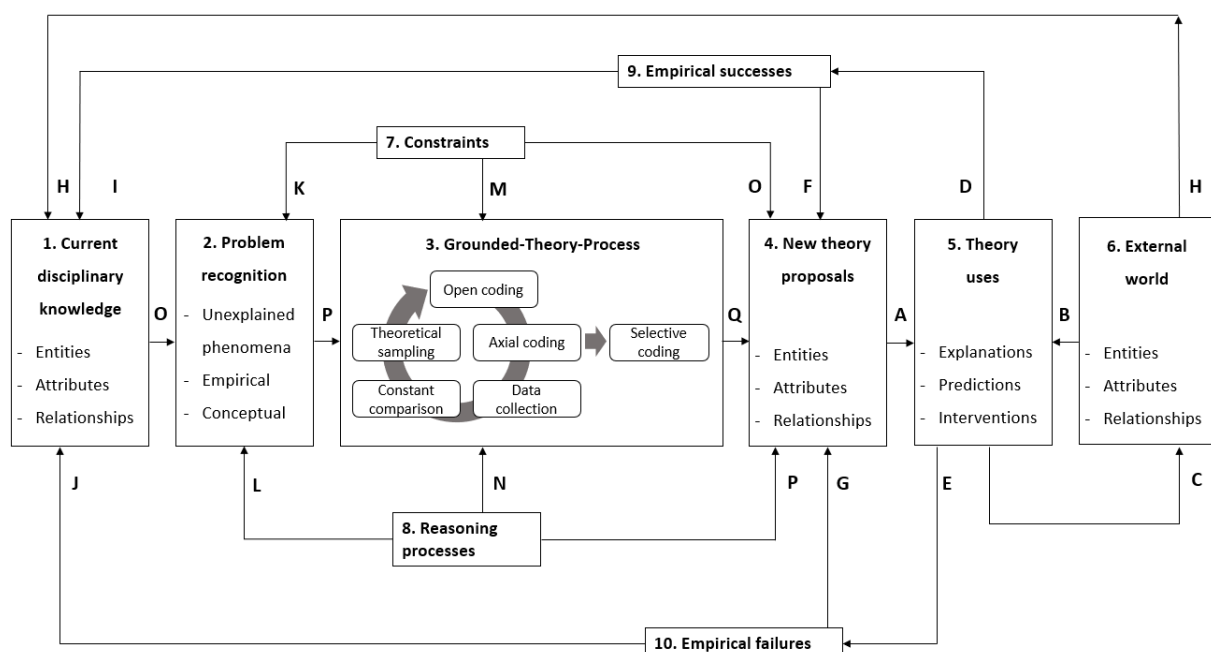 9. Empirical successes
7. Constraints
H
I
K
M
O
F
D
H
1. Current
disciplinary
knowledge
- Entities
- Attributes
- Relationships
O
2. Problem
recognition
- Unexplained
phenomena
- Empirical
- Conceptual
P
3. Grounded-Theory-Process
Open coding
Theoretical
sampling
Axial coding
Selective
coding
Constant
comparison
Data
collection
Q
4. New theory
proposals
- Entities
- Attributes
- Relationships
A
5. Theory
uses
- Explanations
- Predictions
- Interventions
B
6. External
world
- Entities
- Attributes
- Relationships
J
L
N
P
G
E
C
8. Reasoning
processes
10. Empirical failures